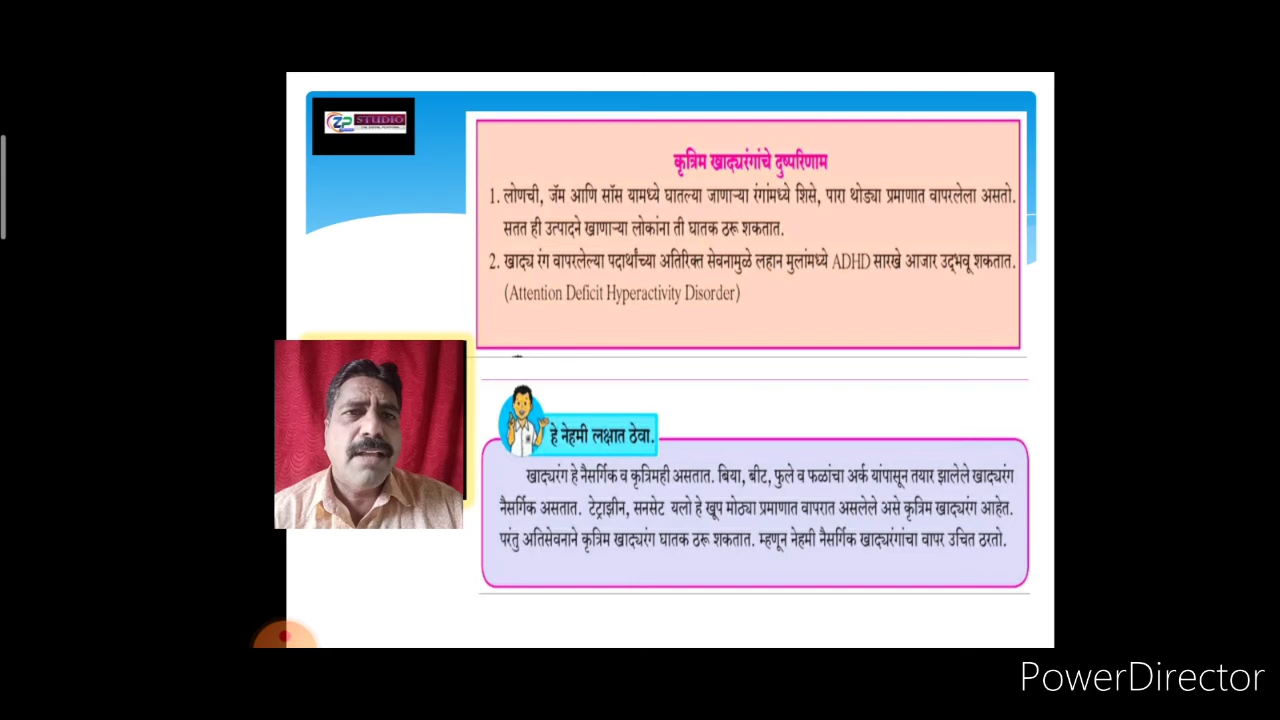 ZP STUDIO
कृत्रिम खाद्यरंगांचे दुष्परिणाम
1. लोणची, जॅम आणि सॉस यामध्ये घातल्या जाणाऱ्या रंगांमध्ये शिसे, पारा थोड्या प्रमाणात वापरलेला असतो.
सतत ही उत्पादने खाणाऱ्या लोकांना ती घातक ठरू शकतात.
2. खाद्य रंग वापरलेल्या पदार्थांच्या अतिरिक्त सेवनामुळे लहान मुलांमध्ये ADHD सारखे आजार उद्भवू शकतात.
(Attention Deficit Hyperactivity Disorder)
हे नेहमी लक्षात ठेवा.
खाद्यरंग हे नैसर्गिक व कृत्रिमही असतात. बिया, बीट, फुले व फळांचा अर्क यांपासून तयार झालेले खाद्यरंग
नैसर्गिक असतात. टेट्राझीन, सनसेट यलो हे खूप मोठ्या प्रमाणात वापरात असलेले असे कृत्रिम खाद्यरंग आहेत.
परंतु अतिसेवनाने कृत्रिम खाद्यरंग घातक ठरू शकतात. म्हणून नेहमी नैसर्गिक खाद्यरंगांचा वापर उचित ठरतो.
PowerDirector